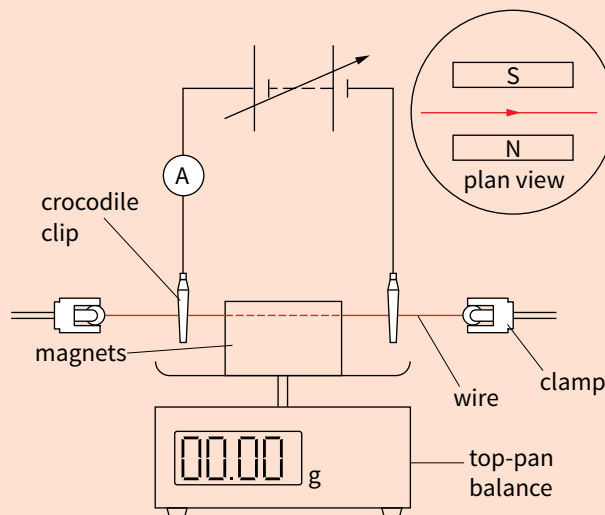 S
N
plan view
A
crocodile
clip
magnets
clamp
wire
00.00 g
top-pan
balance